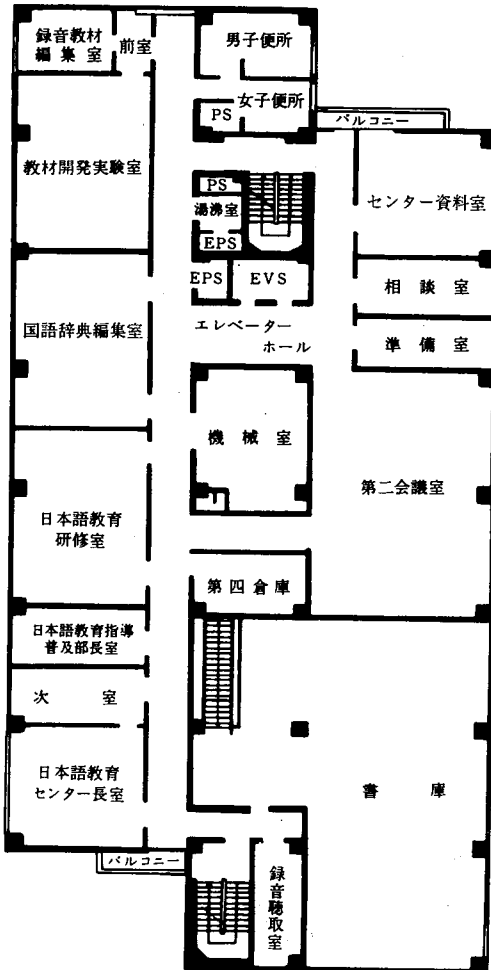 録音教材
編集室
前室
男子便所
女子便所
PS
バルコニー
教材開発実験室
PS
湯沸室
EPS
センター資料室
EPS
EVS
相談室
国語辞典編集室
エレベーター
ホール
準備室
機械室
第二会議室
日本語教育
研修室
第四倉庫
日本語教育指導
普及部長室
次室
日本語教育
センター長室
書庫
バルコニー
録音聴取室